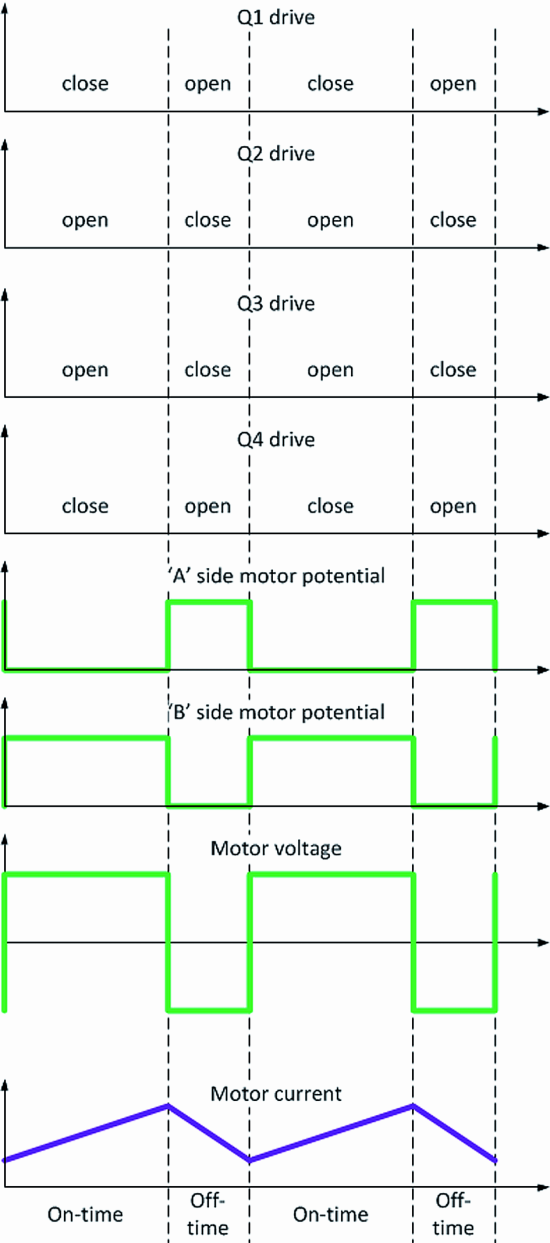 Q1 drive
close open close open
Q2 drive
open close open close
Q3 drive
open close open close
Q4 drive
close open close open
‘A’ side motor potential
‘B’ side motor potential
Motor voltage
Motor current
On-time Off- On-time Off-
time time